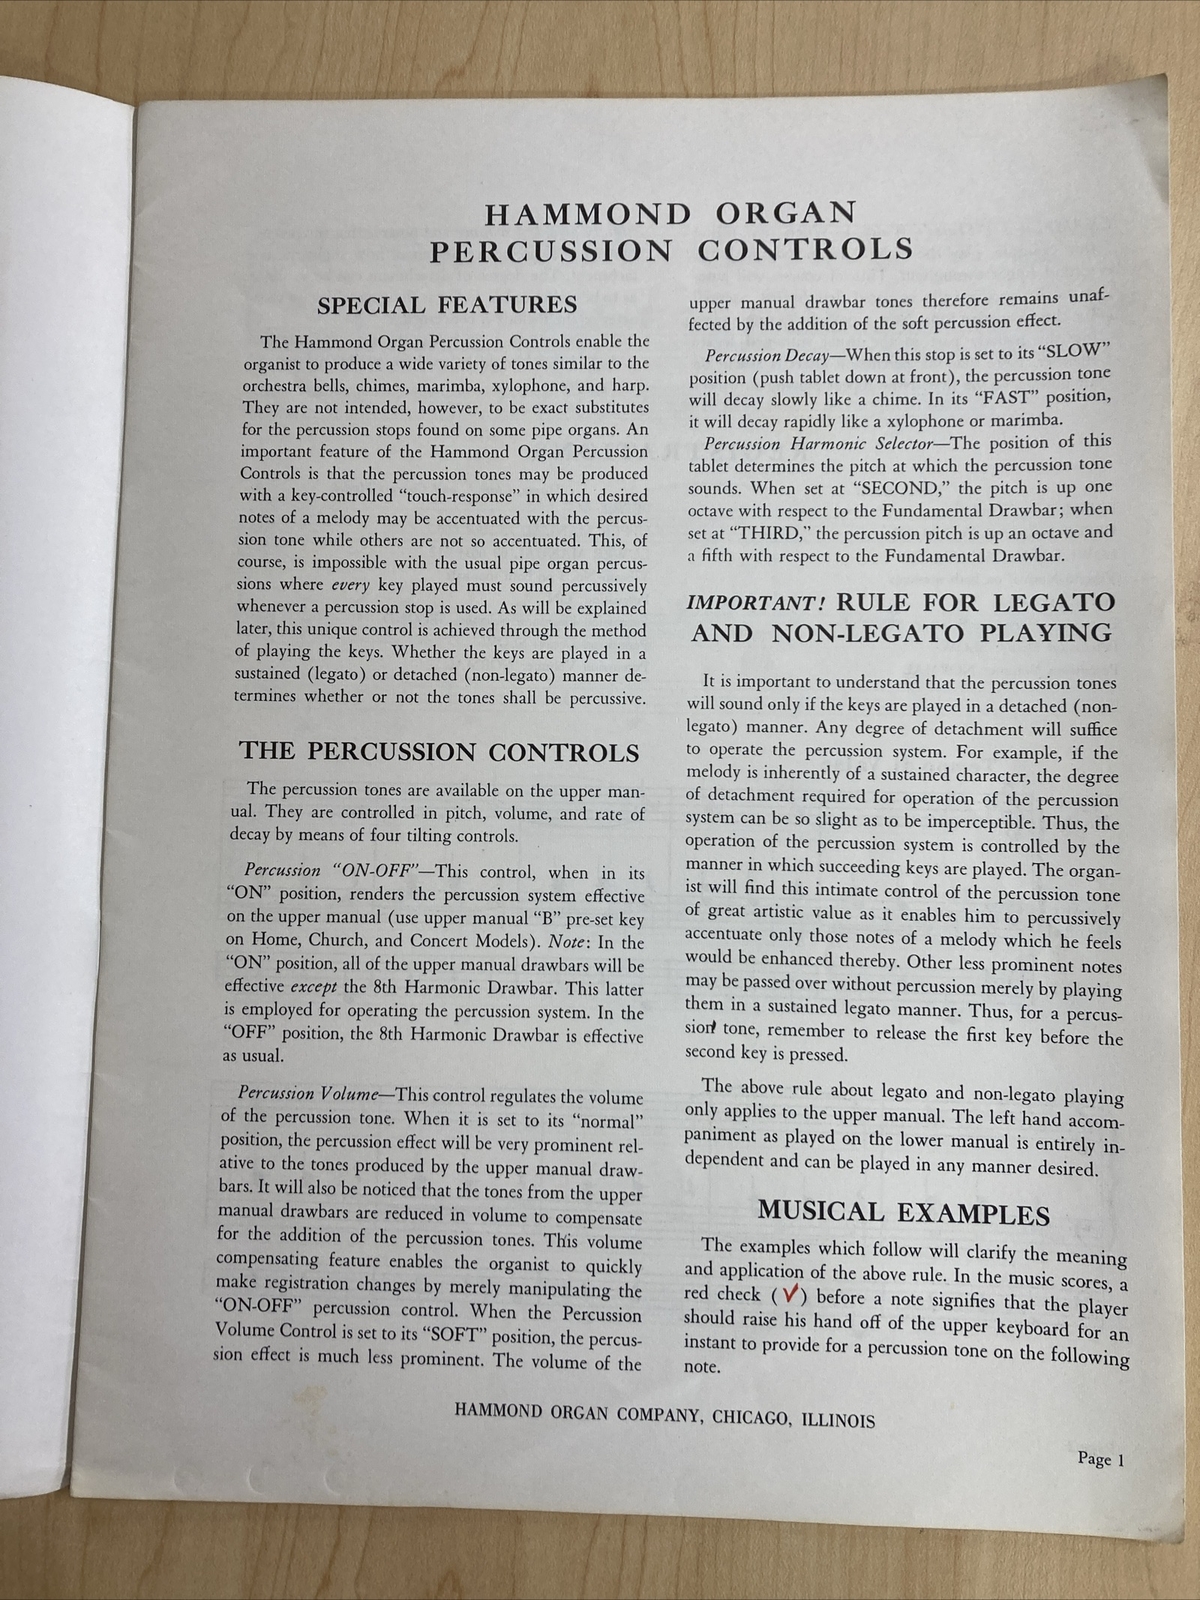 HAMMOND ORGAN
PERCUSSION CONTROLS
SPECIAL FEATURES
The Hammond Organ Percussion Controls enable the
organist to produce a wide variety of tones similar to the
orchestra bells, chimes, marimba, xylophone, and harp.
They are not intended, however, to be exact substitutes
for the percussion stops found on some pipe organs. An
important feature of the Hammond Organ Percussion
Controls is that the percussion tones may be produced
with a key-controlled “touch-response” in which desired
notes of a melody may be accentuated with the percus-
sion tone while others are not so accentuated. This, of
course, is impossible with the usual pipe organ percus-
sions where every key played must sound percussively
whenever a percussion stop is used. As will be explained
later, this unique control is achieved through the method
of playing the keys. Whether the keys are played in a
sustained (legato) or detached (non-legato) manner de-
termines whether or not the tones shall be percussive.
THE PERCUSSION CONTROLS
The percussion tones are available on the upper man-
ual. They are controlled in pitch, volume, and rate of
decay by means of four tilting controls.
Percussion “ON-OFF”—This control, when in its
“ON” position, renders the percussion system effective
on the upper manual (use upper manual “B” pre-set key
on Home, Church, and Concert Models). Note: In the
“ON” position, all of the upper manual drawbars will be
effective except the 8th Harmonic Drawbar. This latter
is employed for operating the percussion system. In the
“OFF” position, the 8th Harmonic Drawbar is effective
as usual.
Percussion Volume—This control regulates the volume
of the percussion tone. When it is set to its “normal”
position, the percussion effect will be very prominent rel-
ative to the tones produced by the upper manual draw-
bars. It will also be noticed that the tones from the upper
manual drawbars are reduced in volume to compensate
for the addition of the percussion tones. This volume
compensating feature enables the organist to quickly
make registration changes by merely manipulating the
“ON-OFF” percussion control. When the Percussion
Volume Control is set to its “SOFT” position, the percus-
sion effect is much less prominent. The volume of the
upper manual drawbar tones therefore remains unaf-
fected by the addition of the soft percussion effect.
Percussion Decay—When this stop is set to its “SLOW”
position (push tablet down at front), the percussion tone
will decay slowly like a chime. In its “FAST” position,
it will decay rapidly like a xylophone or marimba.
Percussion Harmonic Selector—The position of this
tablet determines the pitch at which the percussion tone
sounds. When set at “SECOND,” the pitch is up one
octave with respect to the Fundamental Drawbar; when
set at “THIRD,” the percussion pitch is up an octave and
a fifth with respect to the Fundamental Drawbar.
IMPORTANT! RULE FOR LEGATO
AND NON-LEGATO PLAYING
It is important to understand that the percussion tones
will sound only if the keys are played in a detached (non-
legato) manner. Any degree of detachment will suffice
to operate the percussion system. For example, if the
melody is inherently of a sustained character, the degree
of detachment required for operation of the percussion
system can be so slight as to be imperceptible. Thus, the
operation of the percussion system is controlled by the
manner in which succeeding keys are played. The organ-
ist will find this intimate control of the percussion tone
of great artistic value as it enables him to percussively
accentuate only those notes of a melody which he feels
would be enhanced thereby. Other less prominent notes
may be passed over without percussion merely by playing
them in a sustained legato manner. Thus, for a percus-
sion tone, remember to release the first key before the
second key is pressed.
The above rule about legato and non-legato playing
only applies to the upper manual. The left hand accom-
paniment as played on the lower manual is entirely in-
dependent and can be played in any manner desired.
MUSICAL EXAMPLES
The examples which follow will clarify the meaning
and application of the above rule. In the music scores, a
red check (✓) before a note signifies that the player
should raise his hand off of the upper keyboard for an
instant to provide for a percussion tone on the following
note.
HAMMOND ORGAN COMPANY, CHICAGO, ILLINOIS
Page 1